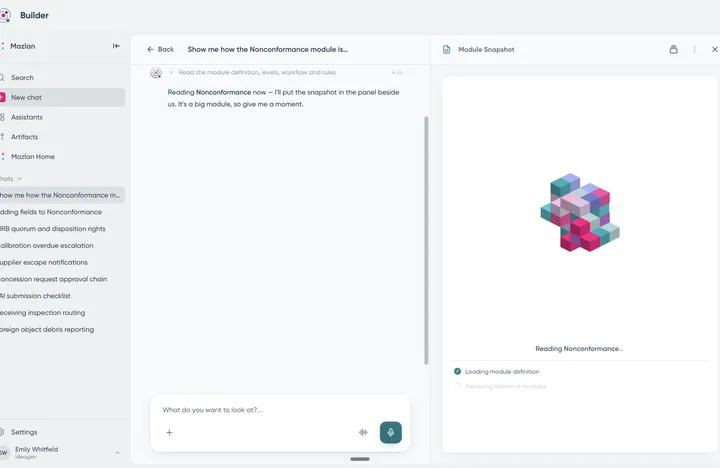 Builder
Mazlan
Search
New chat
Assistants
Artifacts
Mazlan Home
hats
how me how the Nonconformance m...
dding fields to Nonconformance
RB quorum and disposition rights
alibration overdue escalation
upplier escape notifications
oncession request approval chain
AI submission checklist
eceiving inspection routing
oreign object debris reporting
Settings
EW
Emily Whitfield
Ideagen
Back
Show me how the Nonconformance module is...
Read the module definition, levels, workflow and rules
Reading Nonconformance now — I'll put the snapshot in the panel beside
us. It's a big module, so give me a moment.
What do you want to look at?...
Module Snapshot
Reading Nonconformance..
Loading module definition
Resolving reference modules